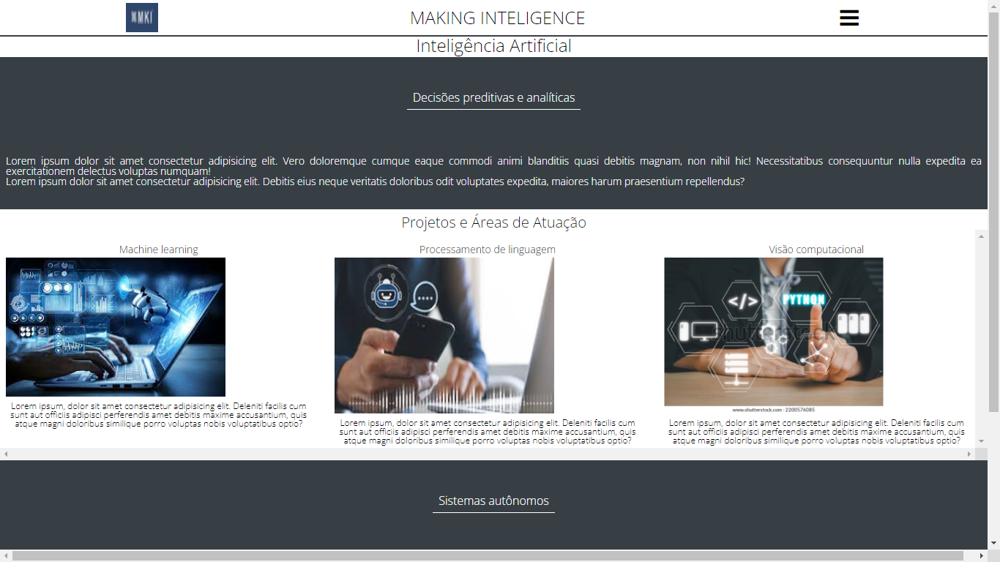 MKI
MAKING INTELIGENCE
Inteligência Artificial
Decisões preditivas e analíticas
Lorem ipsum dolor sit amet consectetur adipisicing elit. Vero doloremque cumque eaque commodi animi blanditiis quasi debitis magnam, non nihil hic! Necessitatibus consequuntur nulla expedita ea
exercitationem delectus voluptas numquam!
Lorem ipsum dolor sit amet consectetur adipisicing elit. Debitis eius neque veritatis doloribus odit voluptates expedita, maiores harum praesentium repellendus?
Projetos e Áreas de Atuação
Machine learning
Lorem ipsum, dolor sit amet consectetur adipisicing elit. Deleniti facilis cum
sunt aut officiis adipisci perferendis amet debitis maxime accusantium, quis
atque magni doloribus similique porro voluptas nobis voluptatibus optio?
Processamento de linguagem
Lorem ipsum, dolor sit amet consectetur adipisicing elit. Deleniti facilis cum
sunt aut officiis adipisci perferendis amet debitis maxime accusantium, quis
atque magni doloribus similique porro voluptas nobis voluptatibus optio?
Visão computacional
</>
PYTHON
shutterstock
www.shutterstock.com · 2200576085
Lorem ipsum, dolor sit amet consectetur adipisicing elit. Deleniti facilis cum
sunt aut officiis adipisci perferendis amet debitis maxime accusantium, quis
atque magni doloribus similique porro voluptas nobis voluptatibus optio?
Sistemas autônomos